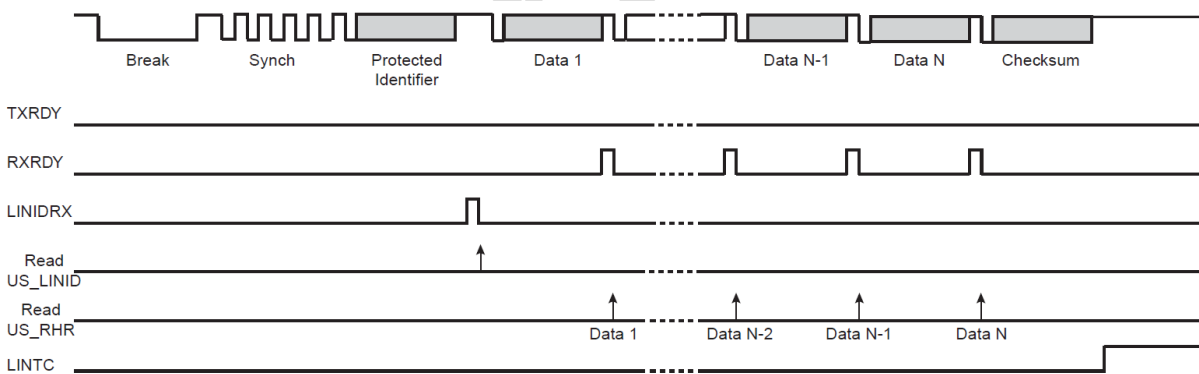 Break Synch Protected Data 1 Data N-1 Data N Checksum
Identifier
TXRDY
RXRDY
LINIDRX
Read
US_LINID
Read
US_RHR
Data 1 Data N-2 Data N-1 Data N
LINTC